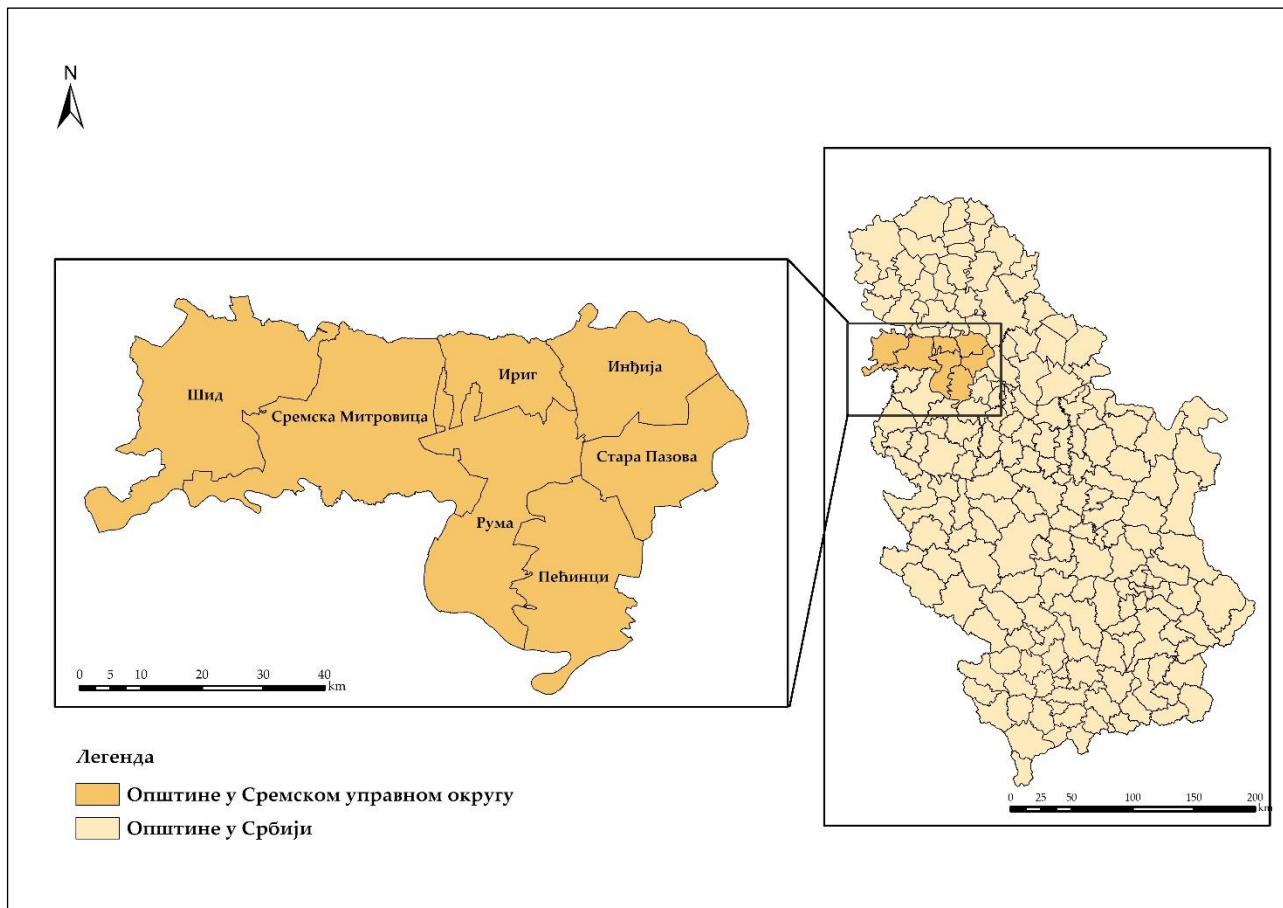 N
Шид
Сремска Митровица
Ириг
Инђија
Стара Пазова
Рума
Пећинци
0 5 10 20 30 40
km
Легенда
Општине у Сремском управном округу
Општине у Србији
0 25 50 100 150 200
km